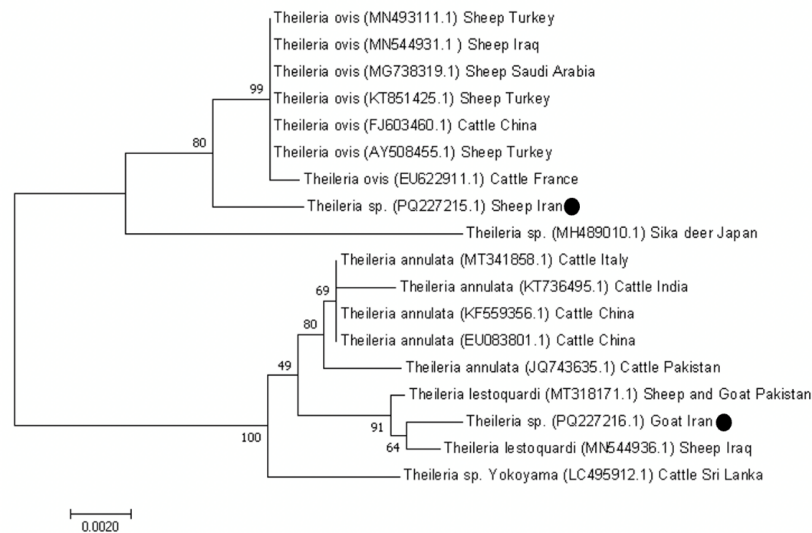 Theileria ovis (MN493111.1) Sheep Turkey
Theileria ovis (MN544931.1 ) Sheep Iraq
Theileria ovis (MG738319.1) Sheep Saudi Arabia
99
Theileria ovis (KT851425.1) Sheep Turkey
Theileria ovis (FJ603460.1) Cattle China
80
Theileria ovis (AY508455.1) Sheep Turkey
Theileria ovis (EU622911.1) Cattle France
Theileria sp. (PQ227215.1) Sheep Iran
Theileria sp. (MH489010.1) Sika deer Japan
Theileria annulata (MT341858.1) Cattle Italy
69
Theileria annulata (KT736495.1) Cattle India
Theileria annulata (KF559356.1) Cattle China
80
Theileria annulata (EU083801.1) Cattle China
49
Theileria annulata (JQ743635.1) Cattle Pakistan
Theileria lestoquardi (MT318171.1) Sheep and Goat Pakistan
Theileria sp. (PQ227216.1) Goat Iran
91
100
64
Theileria lestoquardi (MN544936.1) Sheep Iraq
Theileria sp. Yokoyama (LC495912.1) Cattle Sri Lanka
0.0020